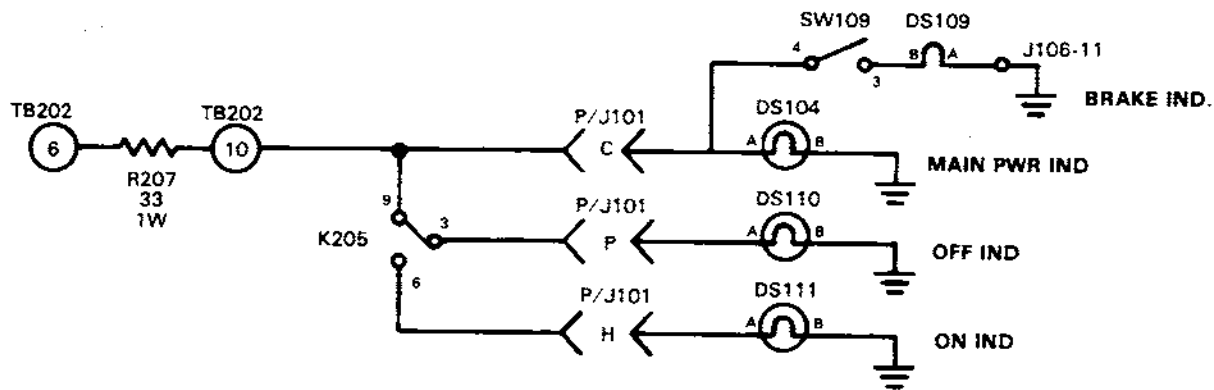 SW109
DS109
4
3
B
A
J106-11
BRAKE IND.
TB202
6
R207
33
1W
TB202
10
P/J101
C
DS104
A
B
MAIN PWR IND
9
3
K205
6
P/J101
P
DS110
A
B
OFF IND
P/J101
H
DS111
A
B
ON IND